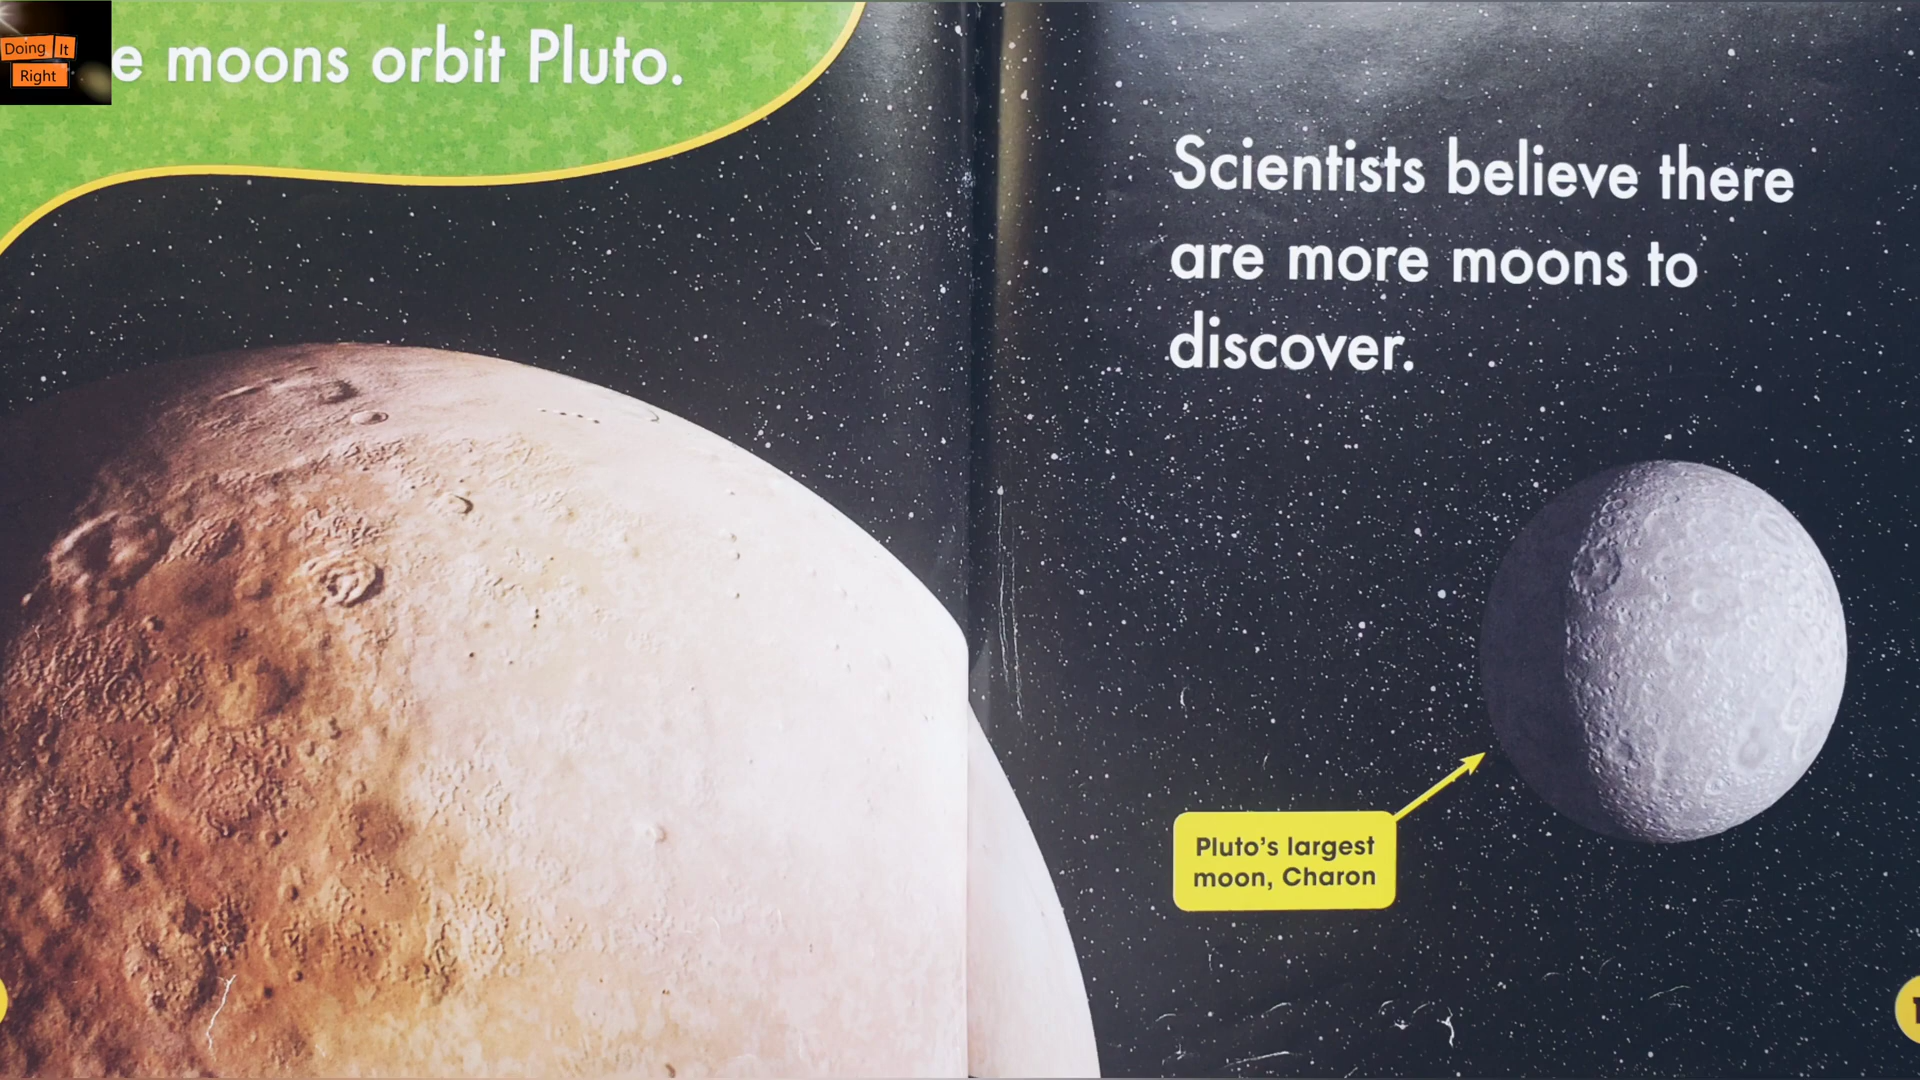 Doing It
Right
moons orbit Pluto.
Scientists believe there
are more moons to
discover.
Pluto's largest
moon, Charon